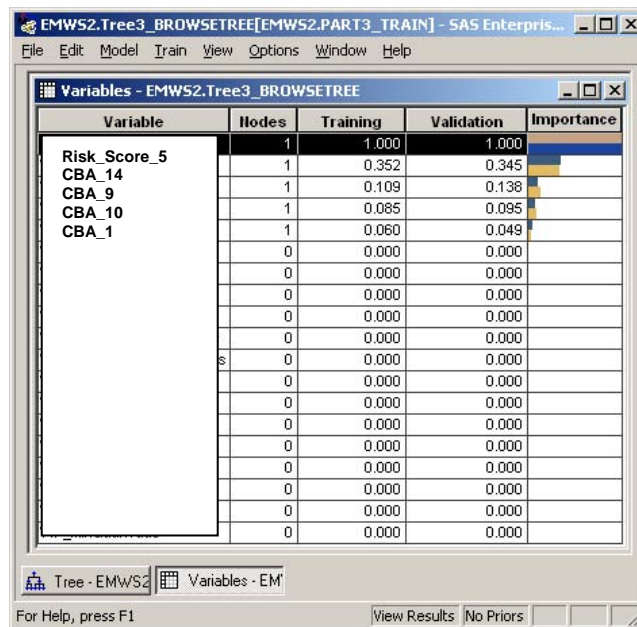 EMWS2.Tree3_BROWSETREE[EMWS2.PART3_TRAIN] - SAS Enterpris...
File Edit Model Train View Options Window Help
Variables - EMWS2.Tree3_BROWSETREE
Variable Nodes Training Validation Importance
Risk_Score_5 1 1.000 1.000
CBA_14 1 0.352 0.345
CBA_9 1 0.109 0.138
CBA_10 1 0.085 0.095
CBA_1 1 0.060 0.049
0 0.000 0.000
0 0.000 0.000
0 0.000 0.000
0 0.000 0.000
0 0.000 0.000
s 0 0.000 0.000
0 0.000 0.000
0 0.000 0.000
0 0.000 0.000
0 0.000 0.000
0 0.000 0.000
0 0.000 0.000
0 0.000 0.000
0 0.000 0.000
Tree - EMWS2 Variables - EM
For Help, press F1 View Results No Priors